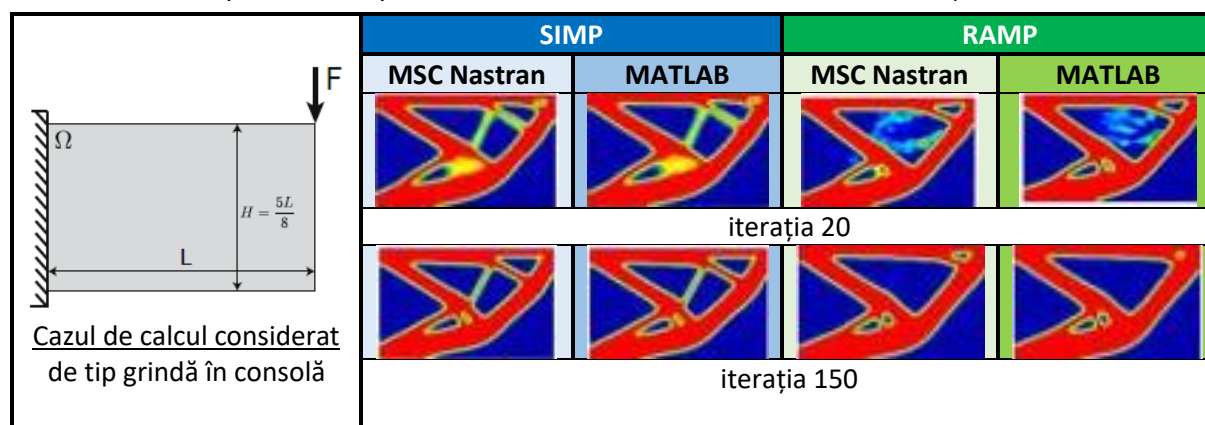 SIMP RAMP
MSC Nastran MATLAB MSC Nastran MATLAB
F
Ω
H = 5L/8
L
iterația 20
Cazul de calcul considerat
de tip grindă în consolă
iterația 150